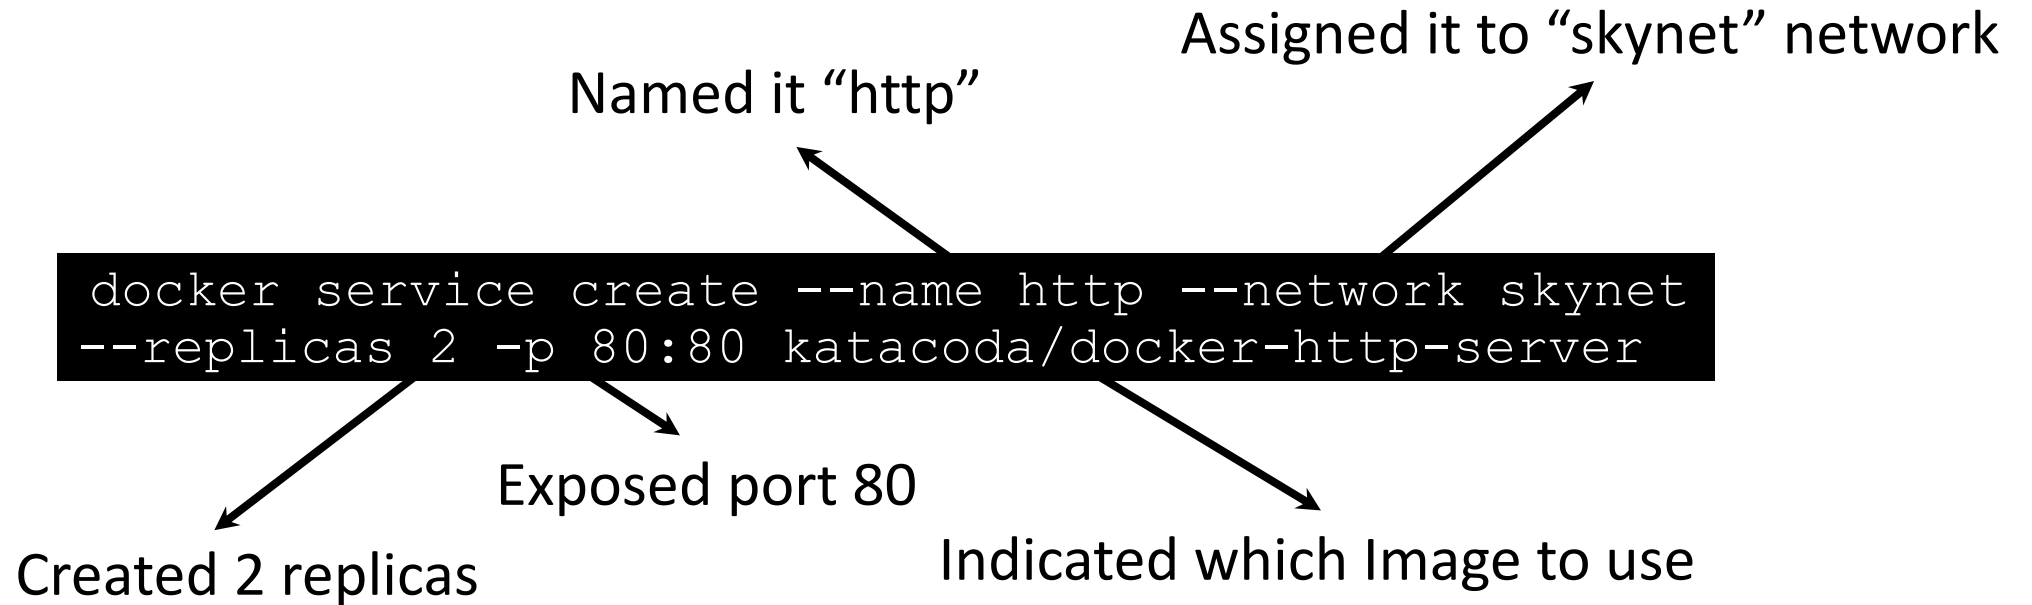 Assigned it to “skynet” network
Named it “http”
docker service create --name http --network skynet
--replicas 2 -p 80:80 katacoda/docker-http-server
Exposed port 80
Indicated which Image to use
Created 2 replicas